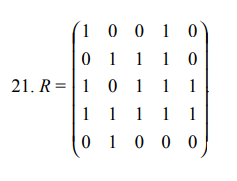 1 0 0 1 0
0 1 1 1 0
21. R = 1 0 1 1 1
1 1 1 1 1
0 1 0 0 0